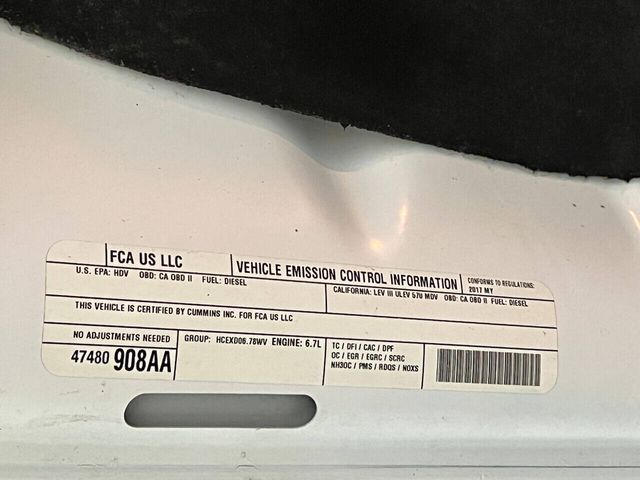 FCA US LLC
VEHICLE EMISSION CONTROL INFORMATION
CONFORMS TO REGULATIONS:
2017 MY
U.S. EPA: HDV OBD: CA OBD II FUEL: DIESEL
CALIFORNIA: LEV III ULEV 570 MDV OBD: CA OBD II FUEL: DIESEL
THIS VEHICLE IS CERTIFIED BY CUMMINS INC. FOR FCA US LLC
NO ADJUSTMENTS NEEDED
47480 908AA
GROUP: HCEXD06.78WV ENGINE: 6.7L
TC / DFI / CAC / DPF
OC / EGR / EGRC / SCRC
NH3OC / PMS / RDQS / NOXS